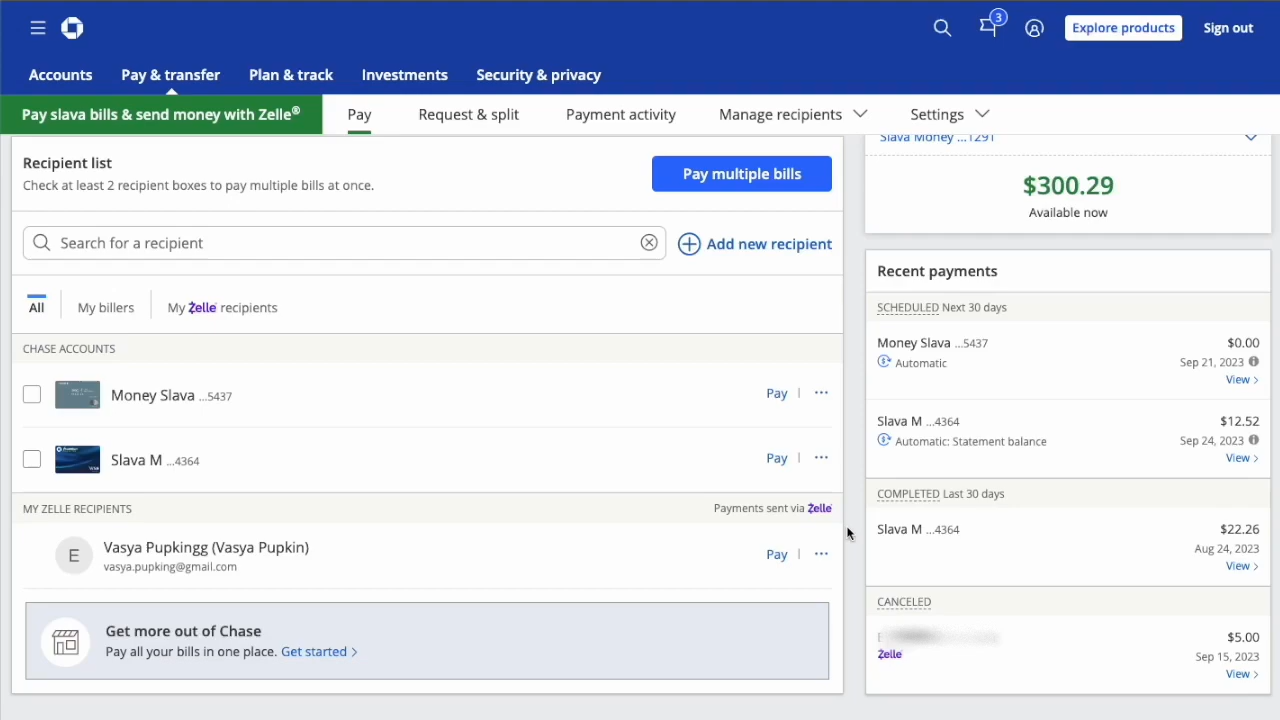 3
Explore products
Sign out
Accounts
Pay & transfer
Plan & track
Investments
Security & privacy
Pay slava bills & send money with Zelle®
Pay
Request & split
Payment activity
Manage recipients
Settings
Recipient list
Check at least 2 recipient boxes to pay multiple bills at once.
Pay multiple bills
Search for a recipient
Add new recipient
All
My billers
My Zelle recipients
CHASE ACCOUNTS
Money Slava ...5437
Pay
Slava M ...4364
Pay
MY ZELLE RECIPIENTS
Payments sent via Zelle
E
Vasya Pupkingg (Vasya Pupkin)
vasya.pupking@gmail.com
Pay
Get more out of Chase
Pay all your bills in one place. Get started >
Slava Money ...1291
$300.29
Available now
Recent payments
SCHEDULED Next 30 days
Money Slava ...5437 $0.00
Automatic Sep 21, 2023
View >
Slava M ...4364 $12.52
Automatic: Statement balance Sep 24, 2023
View >
COMPLETED Last 30 days
Slava M ...4364 $22.26
Aug 24, 2023
View >
CANCELED
$5.00
Zelle Sep 15, 2023
View >